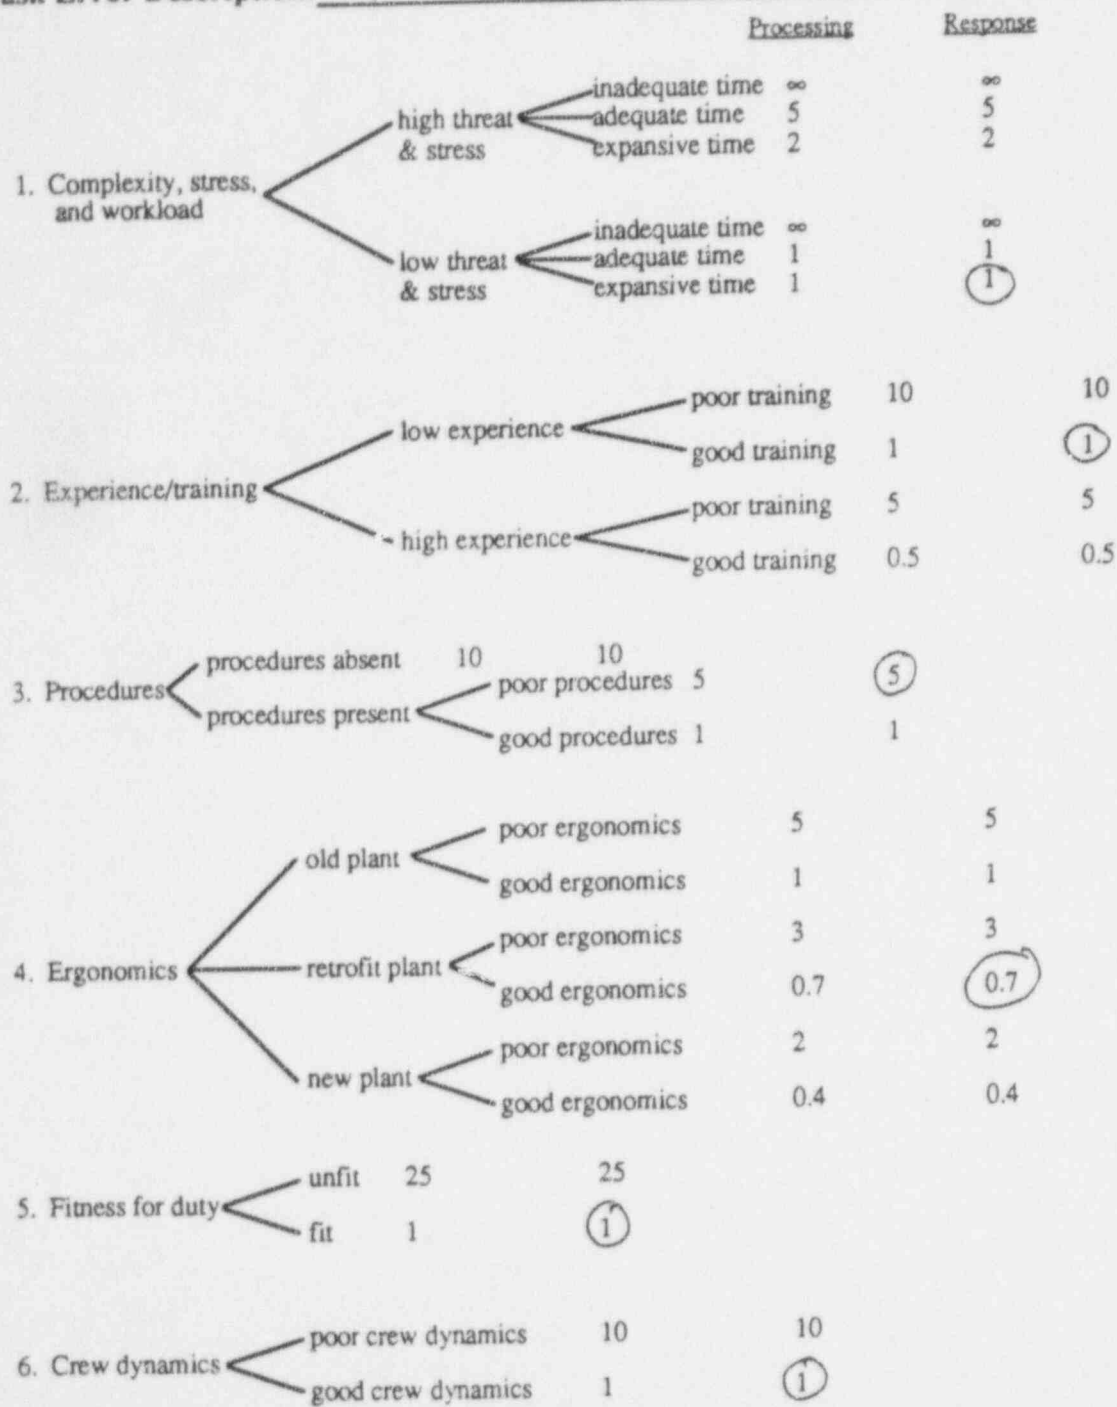 Processing Response
inadequate time ∞ ∞
high threat adequate time 5 5
& stress expansive time 2 2
1. Complexity, stress,
and workload
inadequate time ∞ ∞
low threat adequate time 1 1
& stress expansive time 1 1
poor training 10 10
low experience
good training 1 1
2. Experience/training
poor training 5 5
high experience
good training 0.5 0.5
procedures absent 10 10
3. Procedures poor procedures 5 5
procedures present
good procedures 1 1
poor ergonomics 5 5
old plant
good ergonomics 1 1
poor ergonomics 3 3
4. Ergonomics retrofit plant
good ergonomics 0.7 0.7
poor ergonomics 2 2
new plant
good ergonomics 0.4 0.4
unfit 25 25
5. Fitness for duty
fit 1 1
poor crew dynamics 10 10
6. Crew dynamics
good crew dynamics 1 1